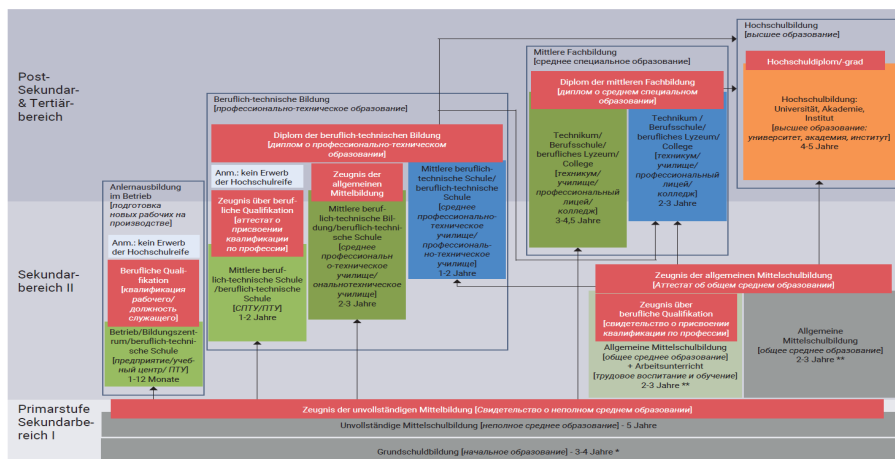 Post-
Sekundar-
& Tertiär-
bereich
Sekundar-
bereich II
Primarstufe
Sekundarbe-
reich I
Anlernausbildung
im Betrieb
[подготовка
новых рабочих на
производстве]
Anm.: kein Erwerb
der Hochschulreife
Berufliche Quali-
fikation
[квалификация
рабочего/
должность
служащего]
Betrieb/Bildungszent-
rum/beruflich-techni-
sche Schule
[предприятие/учеб-
ный центр/ ПТУ]
1-12 Monate
Beruflich-technische Bildung
[профессионально-техническое образование]
Diplom der beruflich-technischen Bildung
[диплом о профессионально-техническом
образовании]
Anm.: kein Erwerb
der Hochschulreife
Zeugnis über beruf-
liche Qualifikation
[аттестат о
присвоении
квалификации
по профессии]
Mittlere beruf-
lich-technische Schule
/beruflich-technische
Schule
[СПТУ/ПТУ]
1-2 Jahre
Zeugnis der
allgemeinen
Mittelbildung
Mittlere beruf-
lich-technische Bil-
dung/beruflich-technische
Schule
[среднее
профессиональн
о-техническое
училище/
ональнотехническое
училище]
2-3 Jahre
Mittlere beruflich-
technische Schule/
beruflich-technische
Schule
[среднее
профессионально-
техническое
училище/
профессиональ-
но-техническое
училище]
1-2 Jahre
Mittlere Fachbildung
[среднее специальное образование]
Diplom der mittleren Fachbildung
[диплом о среднем специальном
образовании]
Technikum/
Berufsschule/
berufliches Lyzeum/
College
[техникум/
училище/
профессиональный
лицей/
колледж]
3-4,5 Jahre
Technikum/
Berufsschule/
berufliches Lyzeum/
College
[техникум/
училище/
профессиональный
лицей/
колледж]
2-3 Jahre
Hochschulbildung
[высшее образование]
Hochschuldiplom/-grad
Hochschulbildung:
Universität, Akademie,
Institut
[высшее образование:
университет, академия,
институт]
4-5 Jahre
Zeugnis der allgemeinen Mittelschulbildung
[Аттестат об общем среднем образовании]
Zeugnis über
berufliche Qualifikation
[свидетельство о присвоении
квалификации по профессии]
Allgemeine Mittelschulbildung
[общее среднее образование]
+ Arbeitsunterricht
[трудовое воспитание и обучение]
2-3 Jahre **
Allgemeine
Mittelschulbildung
[общее среднее образование]
2-3 Jahre **
Zeugnis der unvollständigen Mittelbildung [Свидетельство о неполном среднем образовании]
Unvollständige Mittelschulbildung [неполное среднее образование] - 5 Jahre
Grundschuldbildung [начальное образование] - 3-4 Jahre *